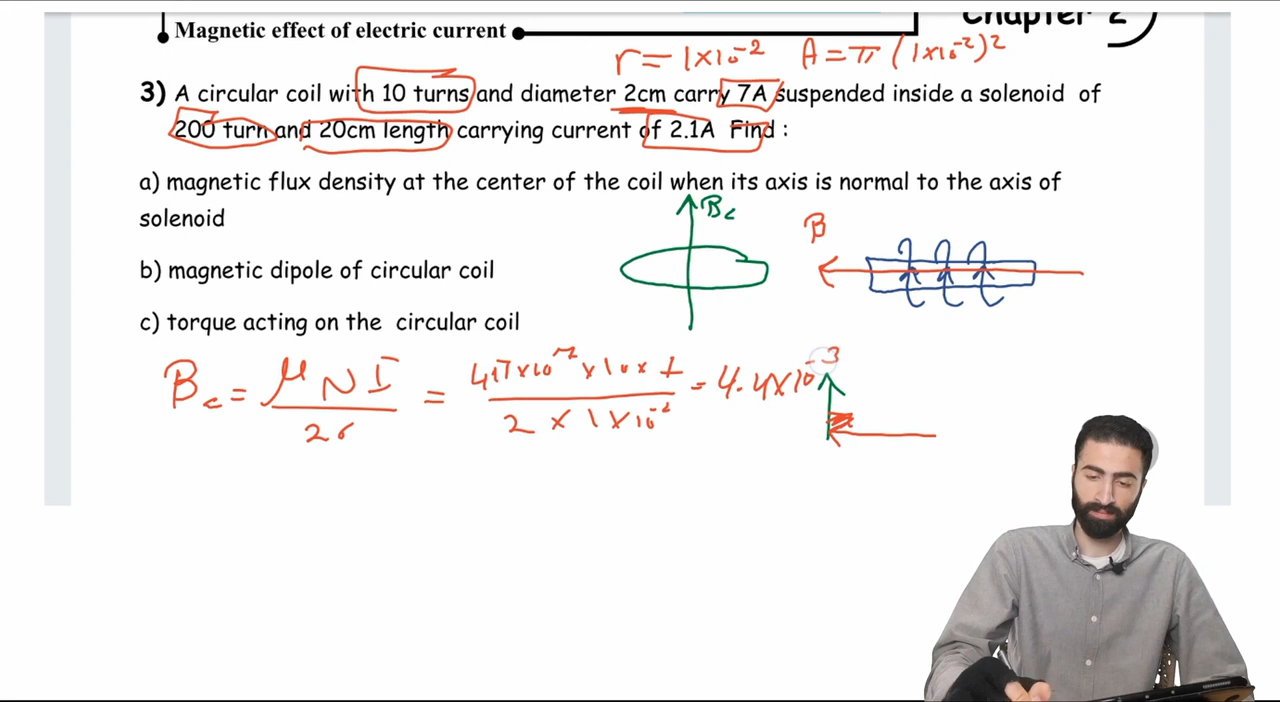 Chapter 2
Magnetic effect of electric current
r = 1×10⁻² A = π (1×10⁻²)²
3) A circular coil with 10 turns and diameter 2cm carry 7A suspended inside a solenoid of
200 turn and 20cm length carrying current of 2.1A Find :
a) magnetic flux density at the center of the coil when its axis is normal to the axis of
solenoid
Bc
B
b) magnetic dipole of circular coil
c) torque acting on the circular coil
Bc = μNI / 2r = 4π×10⁻⁷×10×7 / 2×1×10⁻² = 4.4×10⁻³